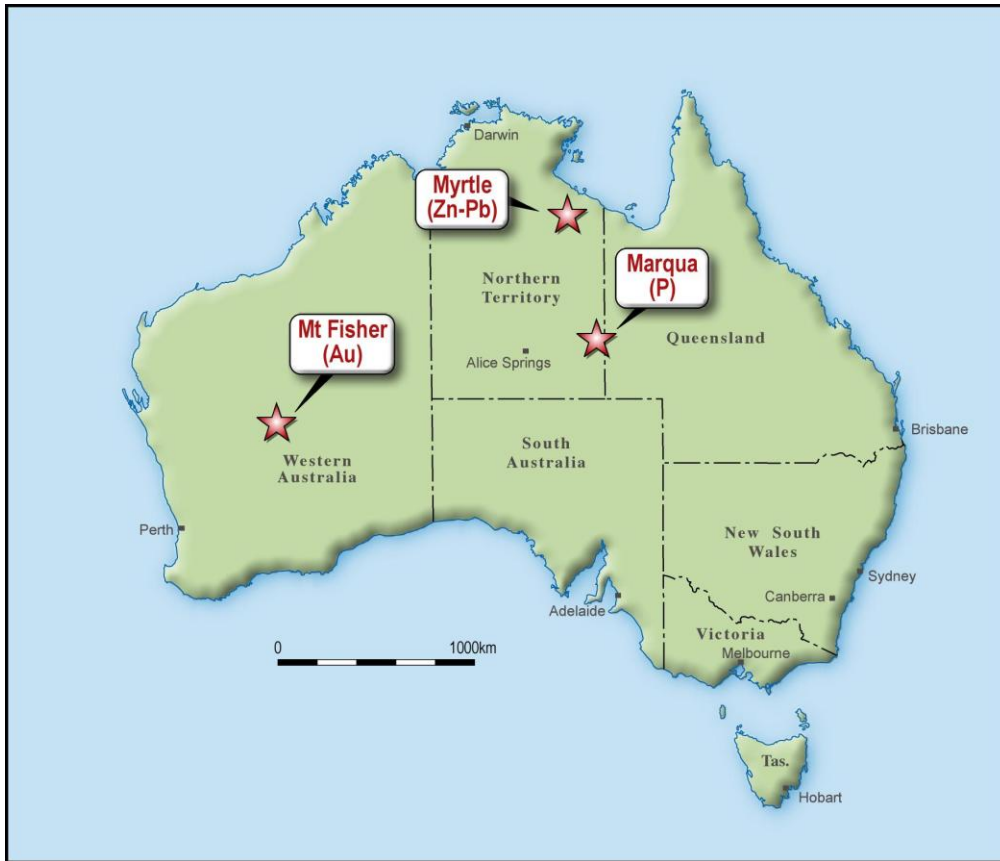 Darwin
Myrtle
(Zn-Pb)
Northern
Territory
Marqua
(P)
Queensland
Mt Fisher
(Au)
Alice Springs
Western
Australia
South
Australia
Brisbane
Perth
New South
Wales
Sydney
Canberra
Adelaide
Victoria
Melbourne
0 1000km
Tas.
Hobart